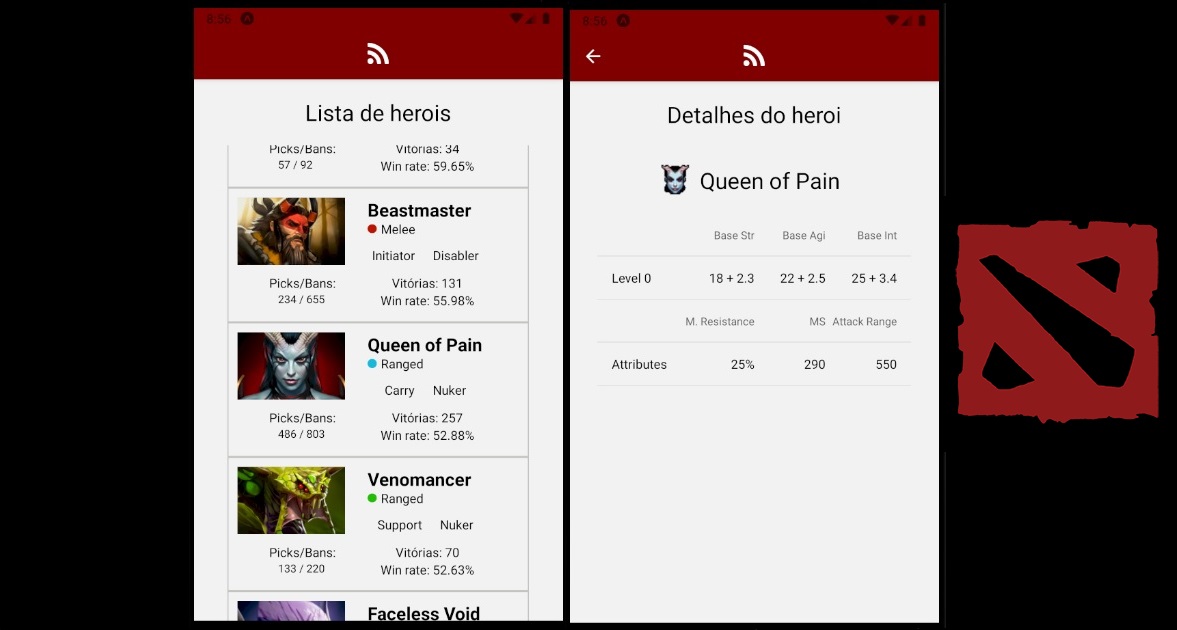 8:56
Lista de herois
Picks/Bans:
57 / 92
Vitórias: 34
Win rate: 59.65%
Beastmaster
Melee
Initiator Disabler
Picks/Bans:
234 / 655
Vitórias: 131
Win rate: 55.98%
Queen of Pain
Ranged
Carry Nuker
Picks/Bans:
486 / 803
Vitórias: 257
Win rate: 52.88%
Venomancer
Ranged
Support Nuker
Picks/Bans:
133 / 220
Vitórias: 70
Win rate: 52.63%
Faceless Void
8:56
Detalhes do heroi
Queen of Pain
Base Str Base Agi Base Int
Level 0 18 + 2.3 22 + 2.5 25 + 3.4
M. Resistance MS Attack Range
Attributes 25% 290 550